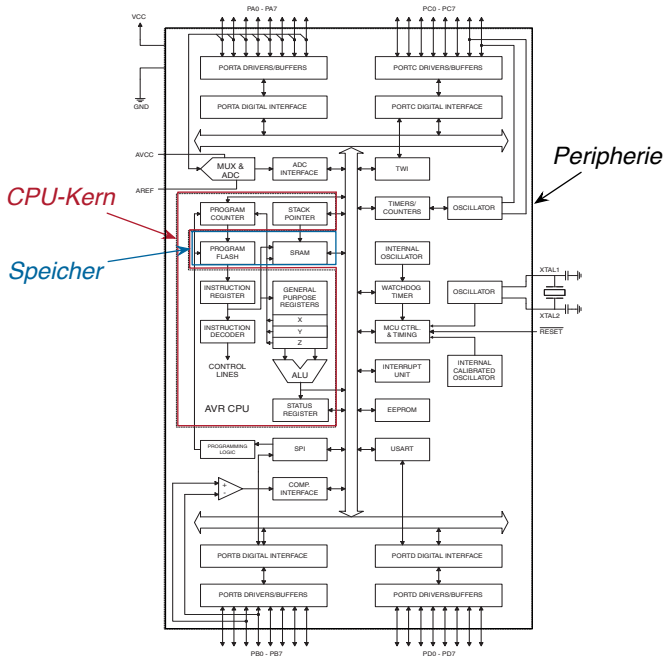 PA0 - PA7
PC0 - PC7
VCC
PORTA DRIVERS/BUFFERS
PORTC DRIVERS/BUFFERS
GND
PORTA DIGITAL INTERFACE
PORTC DIGITAL INTERFACE
AVCC
MUX &
ADC
ADC
INTERFACE
TWI
Peripherie
AREF
CPU-Kern
PROGRAM
COUNTER
STACK
POINTER
TIMERS/
COUNTERS
OSCILLATOR
Speicher
PROGRAM
FLASH
SRAM
INTERNAL
OSCILLATOR
XTAL1
INSTRUCTION
REGISTER
GENERAL
PURPOSE
REGISTERS
WATCHDOG
TIMER
OSCILLATOR
XTAL2
X
INSTRUCTION
DECODER
Y
Z
MCU CTRL.
& TIMING
RESET
CONTROL
LINES
ALU
INTERRUPT
UNIT
INTERNAL
CALIBRATED
OSCILLATOR
AVR CPU
STATUS
REGISTER
EEPROM
PROGRAMMING
LOGIC
SPI
USART
+
-
COMP.
INTERFACE
PORTB DIGITAL INTERFACE
PORTD DIGITAL INTERFACE
PORTB DRIVERS/BUFFERS
PORTD DRIVERS/BUFFERS
PB0 - PB7
PD0 - PD7